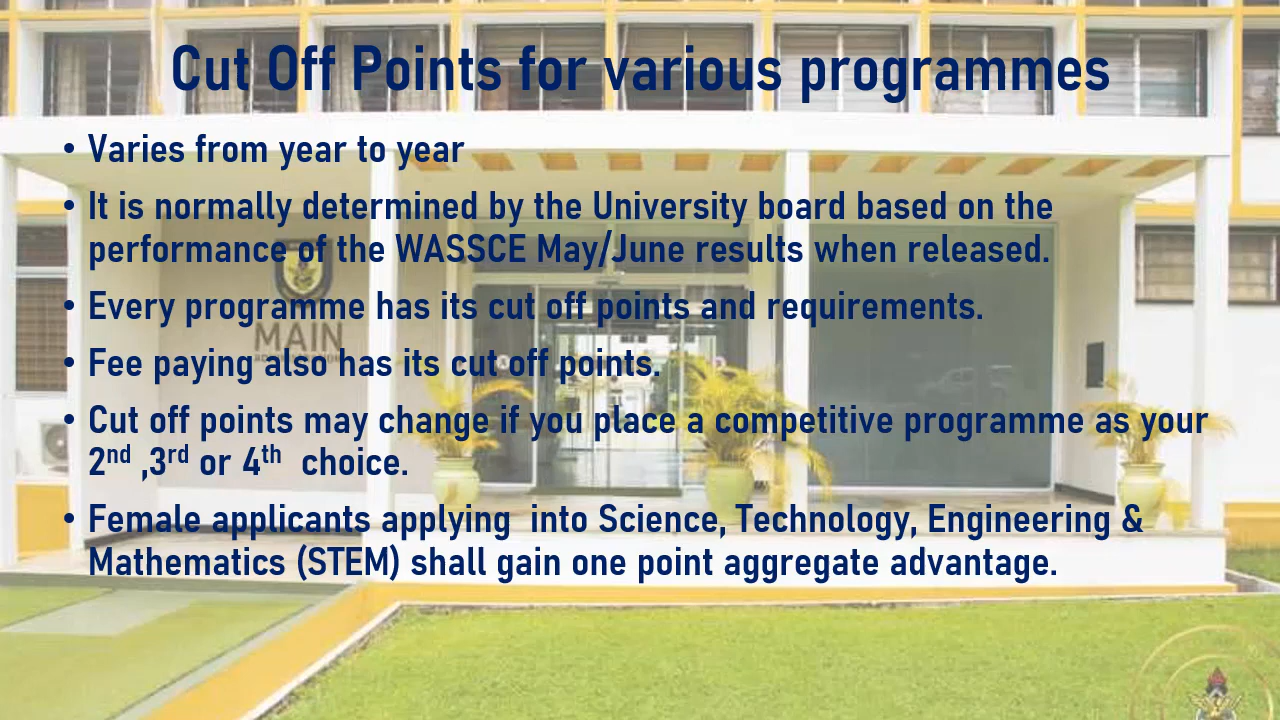 Cut Off Points for various programmes
• Varies from year to year
• It is normally determined by the University board based on the
performance of the WASSCE May/June results when released.
• Every programme has its cut off points and requirements.
MAIN
• Fee paying also has its cut off points.
• Cut off points may change if you place a competitive programme as your
2nd ,3rd or 4th choice.
• Female applicants applying into Science, Technology, Engineering &
Mathematics (STEM) shall gain one point aggregate advantage.